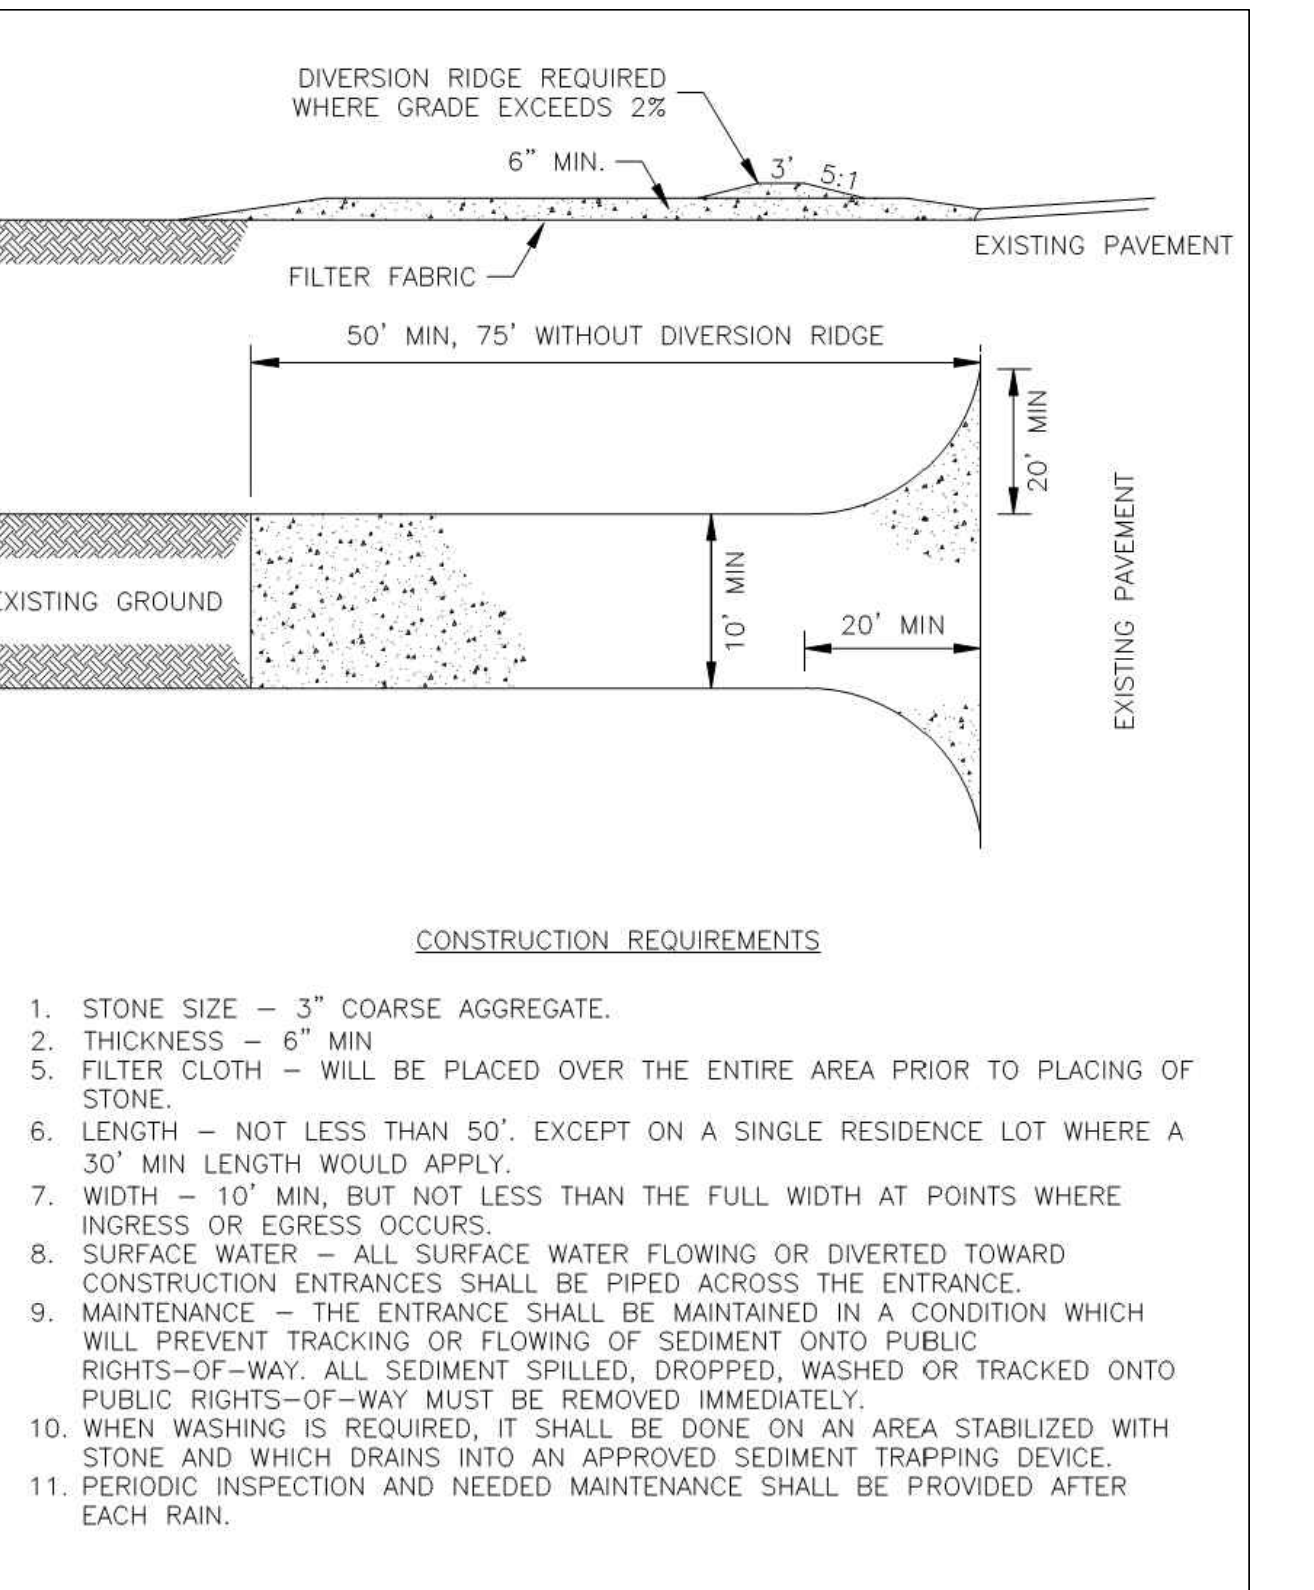 DIVERSION RIDGE REQUIRED
WHERE GRADE EXCEEDS 2%
6" MIN.
3'
5:1
EXISTING PAVEMENT
FILTER FABRIC
50' MIN, 75' WITHOUT DIVERSION RIDGE
20' MIN
EXISTING PAVEMENT
10' MIN
EXISTING GROUND
20' MIN
CONSTRUCTION REQUIREMENTS
1. STONE SIZE – 3" COARSE AGGREGATE.
2. THICKNESS – 6" MIN
5. FILTER CLOTH – WILL BE PLACED OVER THE ENTIRE AREA PRIOR TO PLACING OF
STONE.
6. LENGTH – NOT LESS THAN 50'. EXCEPT ON A SINGLE RESIDENCE LOT WHERE A
30' MIN LENGTH WOULD APPLY.
7. WIDTH – 10' MIN, BUT NOT LESS THAN THE FULL WIDTH AT POINTS WHERE
INGRESS OR EGRESS OCCURS.
8. SURFACE WATER – ALL SURFACE WATER FLOWING OR DIVERTED TOWARD
CONSTRUCTION ENTRANCES SHALL BE PIPED ACROSS THE ENTRANCE.
9. MAINTENANCE – THE ENTRANCE SHALL BE MAINTAINED IN A CONDITION WHICH
WILL PREVENT TRACKING OR FLOWING OF SEDIMENT ONTO PUBLIC
RIGHTS–OF–WAY. ALL SEDIMENT SPILLED, DROPPED, WASHED OR TRACKED ONTO
PUBLIC RIGHTS–OF–WAY MUST BE REMOVED IMMEDIATELY.
10. WHEN WASHING IS REQUIRED, IT SHALL BE DONE ON AN AREA STABILIZED WITH
STONE AND WHICH DRAINS INTO AN APPROVED SEDIMENT TRAPPING DEVICE.
11. PERIODIC INSPECTION AND NEEDED MAINTENANCE SHALL BE PROVIDED AFTER
EACH RAIN.